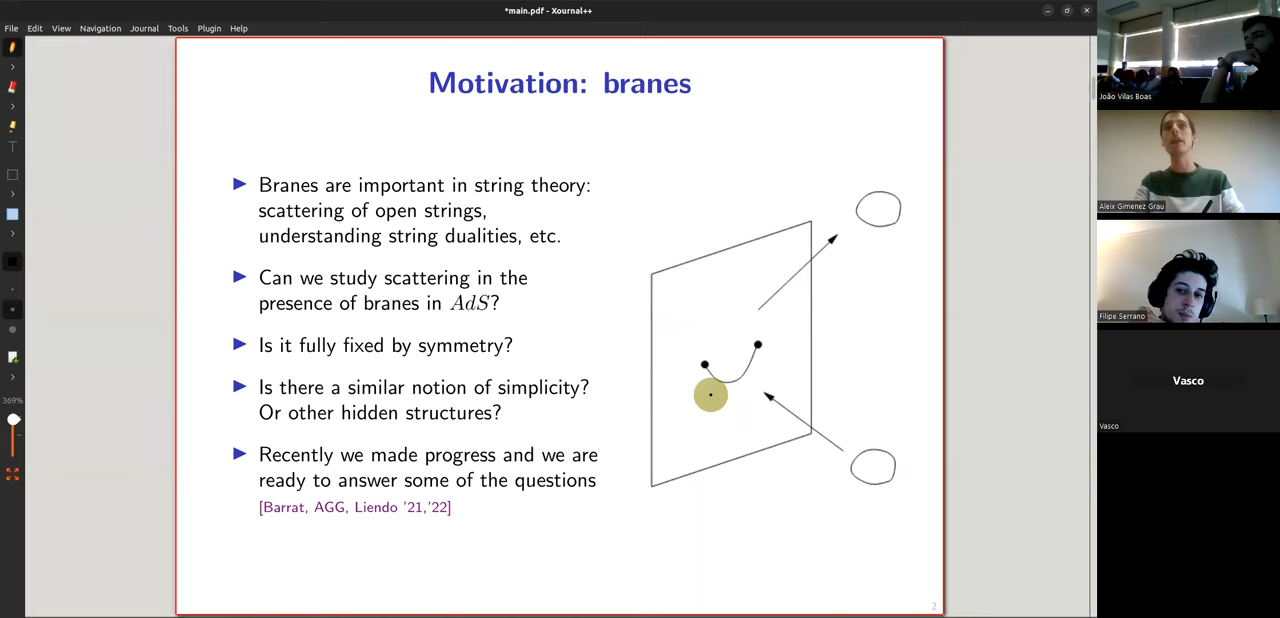 *main.pdf - Xournal++
File Edit View Navigation Journal Tools Plugin Help
Motivation: branes
Branes are important in string theory:
scattering of open strings,
understanding string dualities, etc.
Can we study scattering in the
presence of branes in AdS?
Is it fully fixed by symmetry?
Is there a similar notion of simplicity?
Or other hidden structures?
Recently we made progress and we are
ready to answer some of the questions
[Barrat, AGG, Liendo '21,'22]
2
369%
João Vilas Boas
Aleix Gimenez Grau
Filipe Serrano
Vasco
Vasco